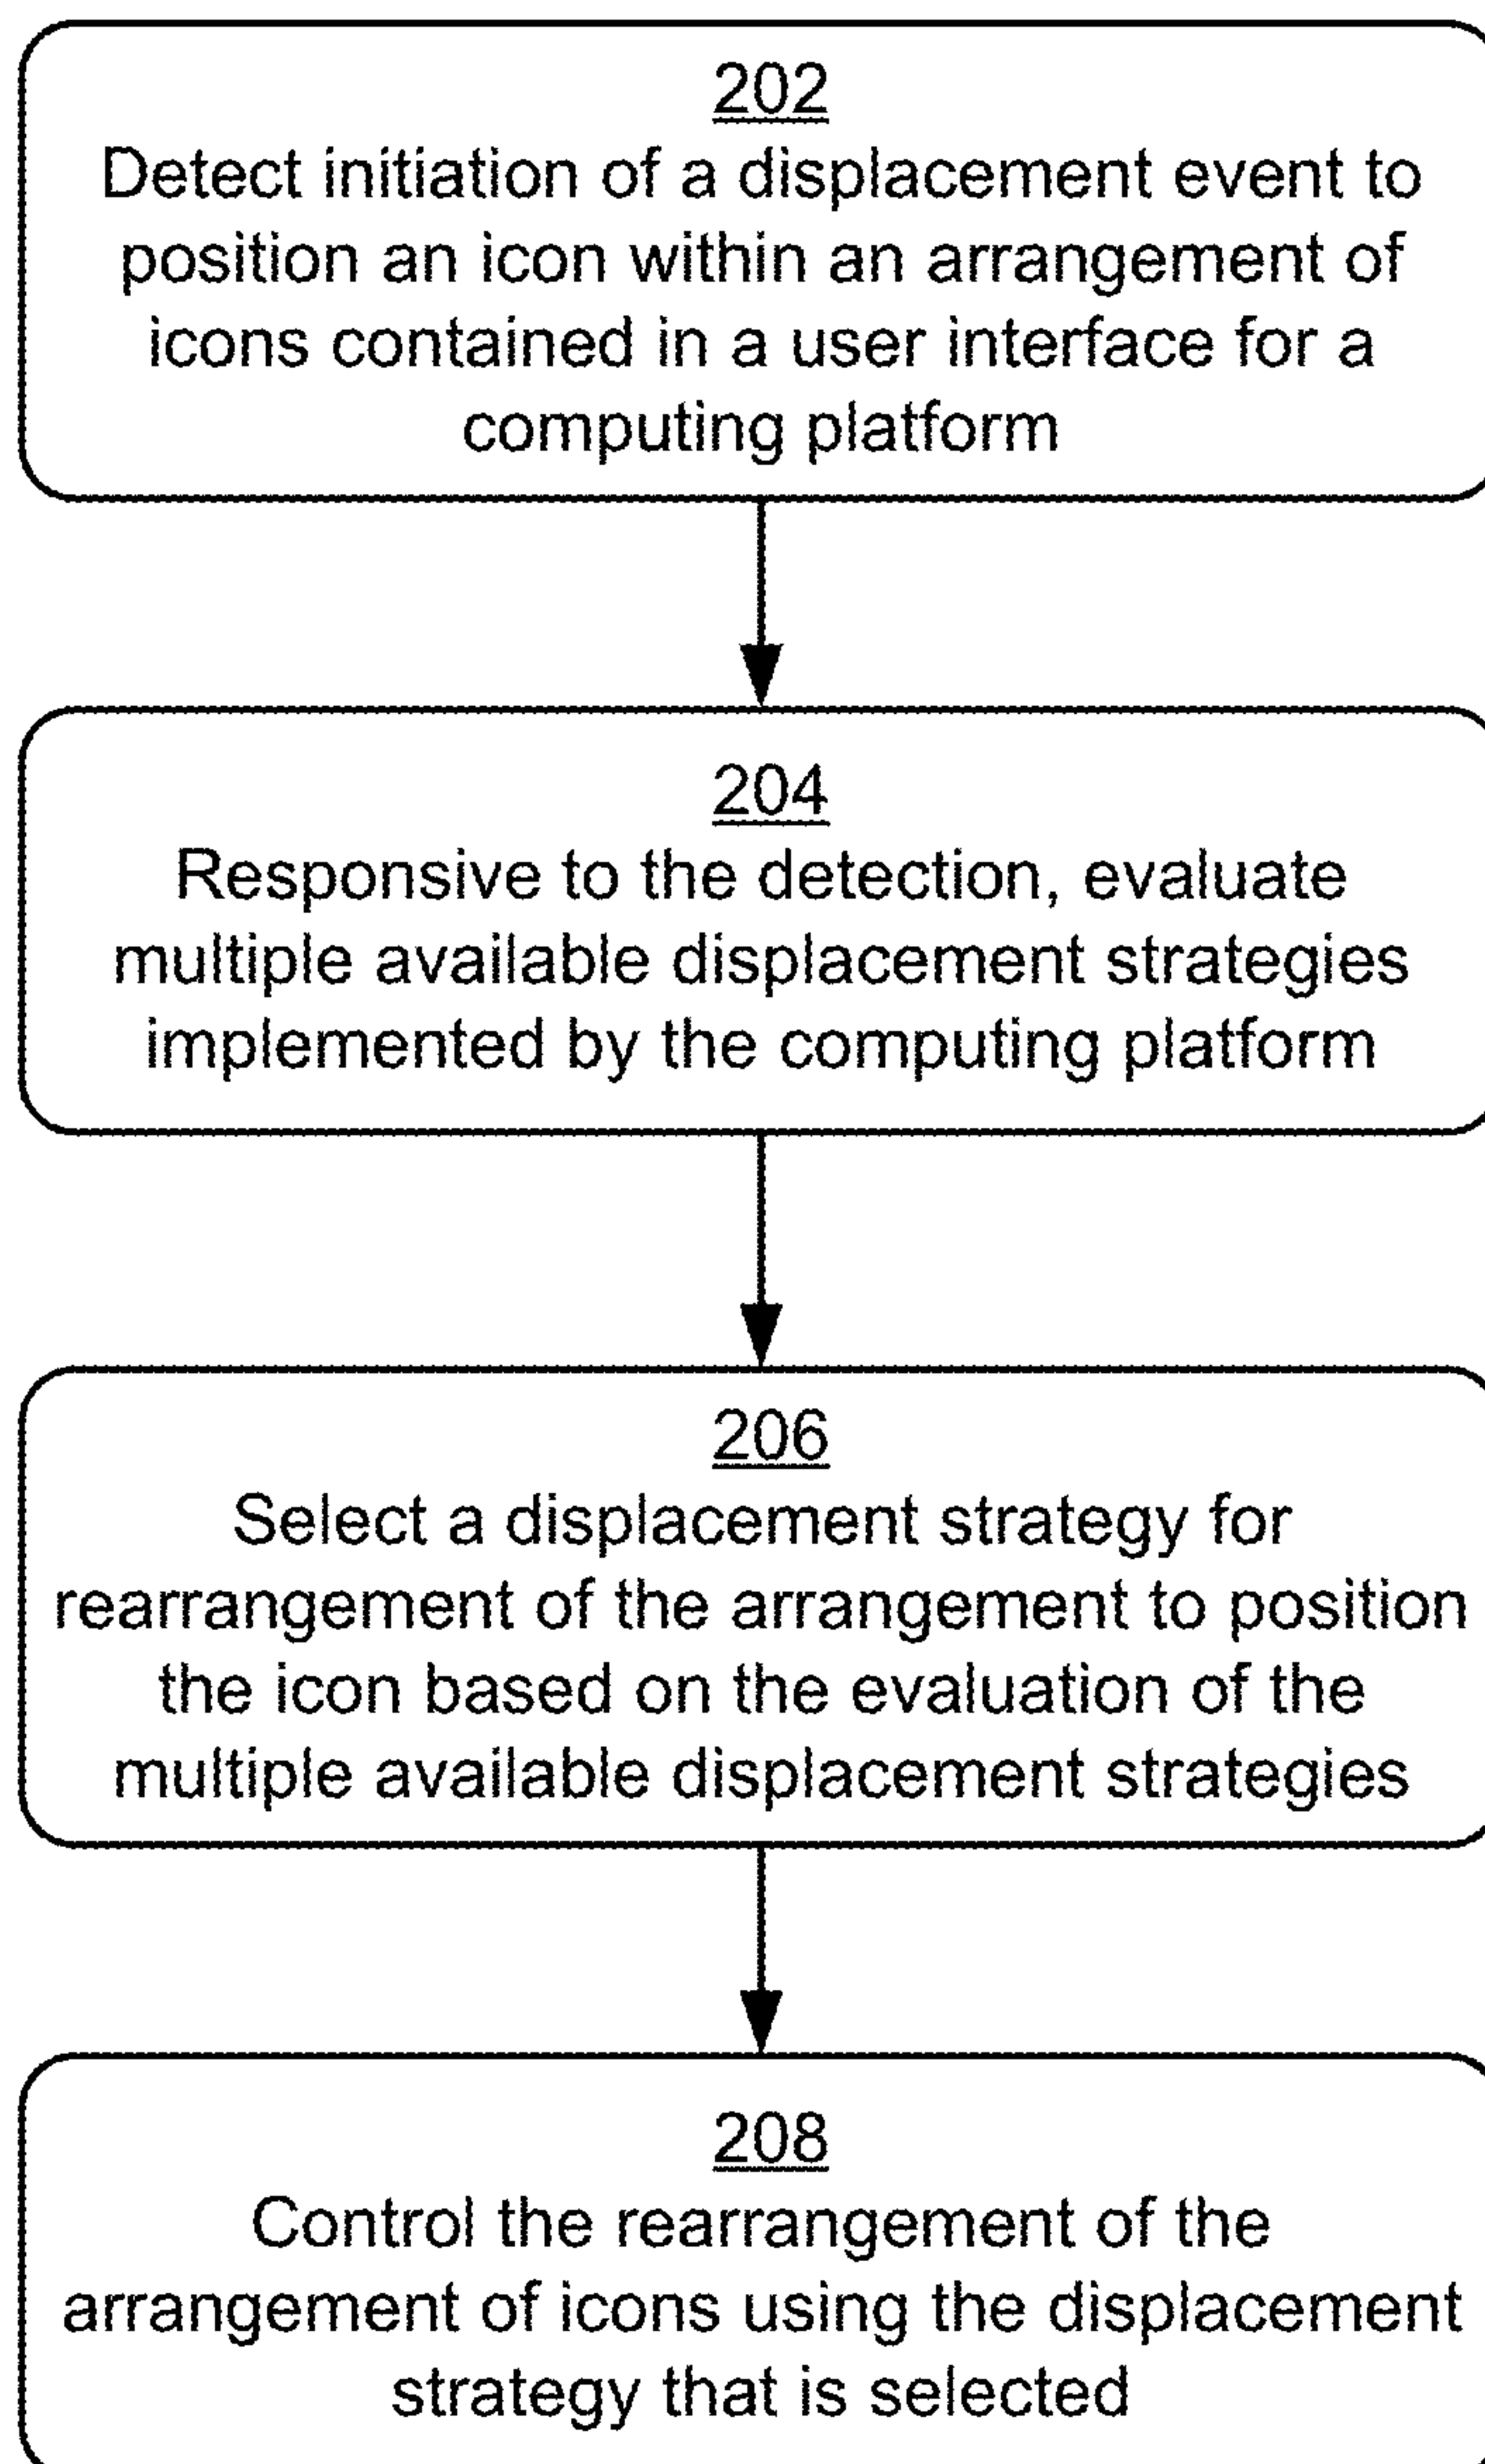 202
Detect initiation of a displacement event to
position an icon within an arrangement of
icons contained in a user interface for a
computing platform
204
Responsive to the detection, evaluate
multiple available displacement strategies
implemented by the computing platform
206
Select a displacement strategy for
rearrangement of the arrangement to position
the icon based on the evaluation of the
multiple available displacement strategies
208
Control the rearrangement of the
arrangement of icons using the displacement
strategy that is selected